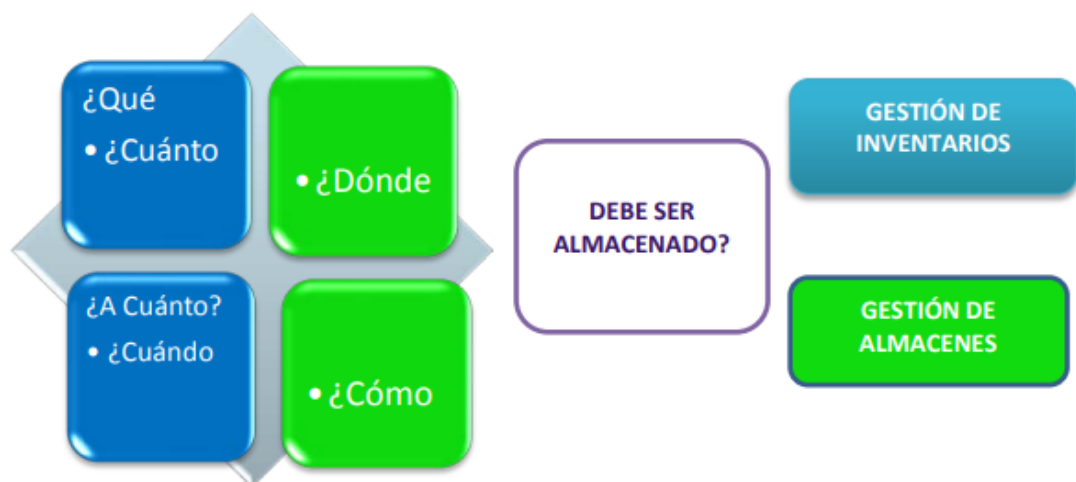 ¿Qué
• ¿Cuánto
• ¿Dónde
¿A Cuánto?
• ¿Cuándo
• ¿Cómo
DEBE SER
ALMACENADO?
GESTIÓN DE
INVENTARIOS
GESTIÓN DE
ALMACENES